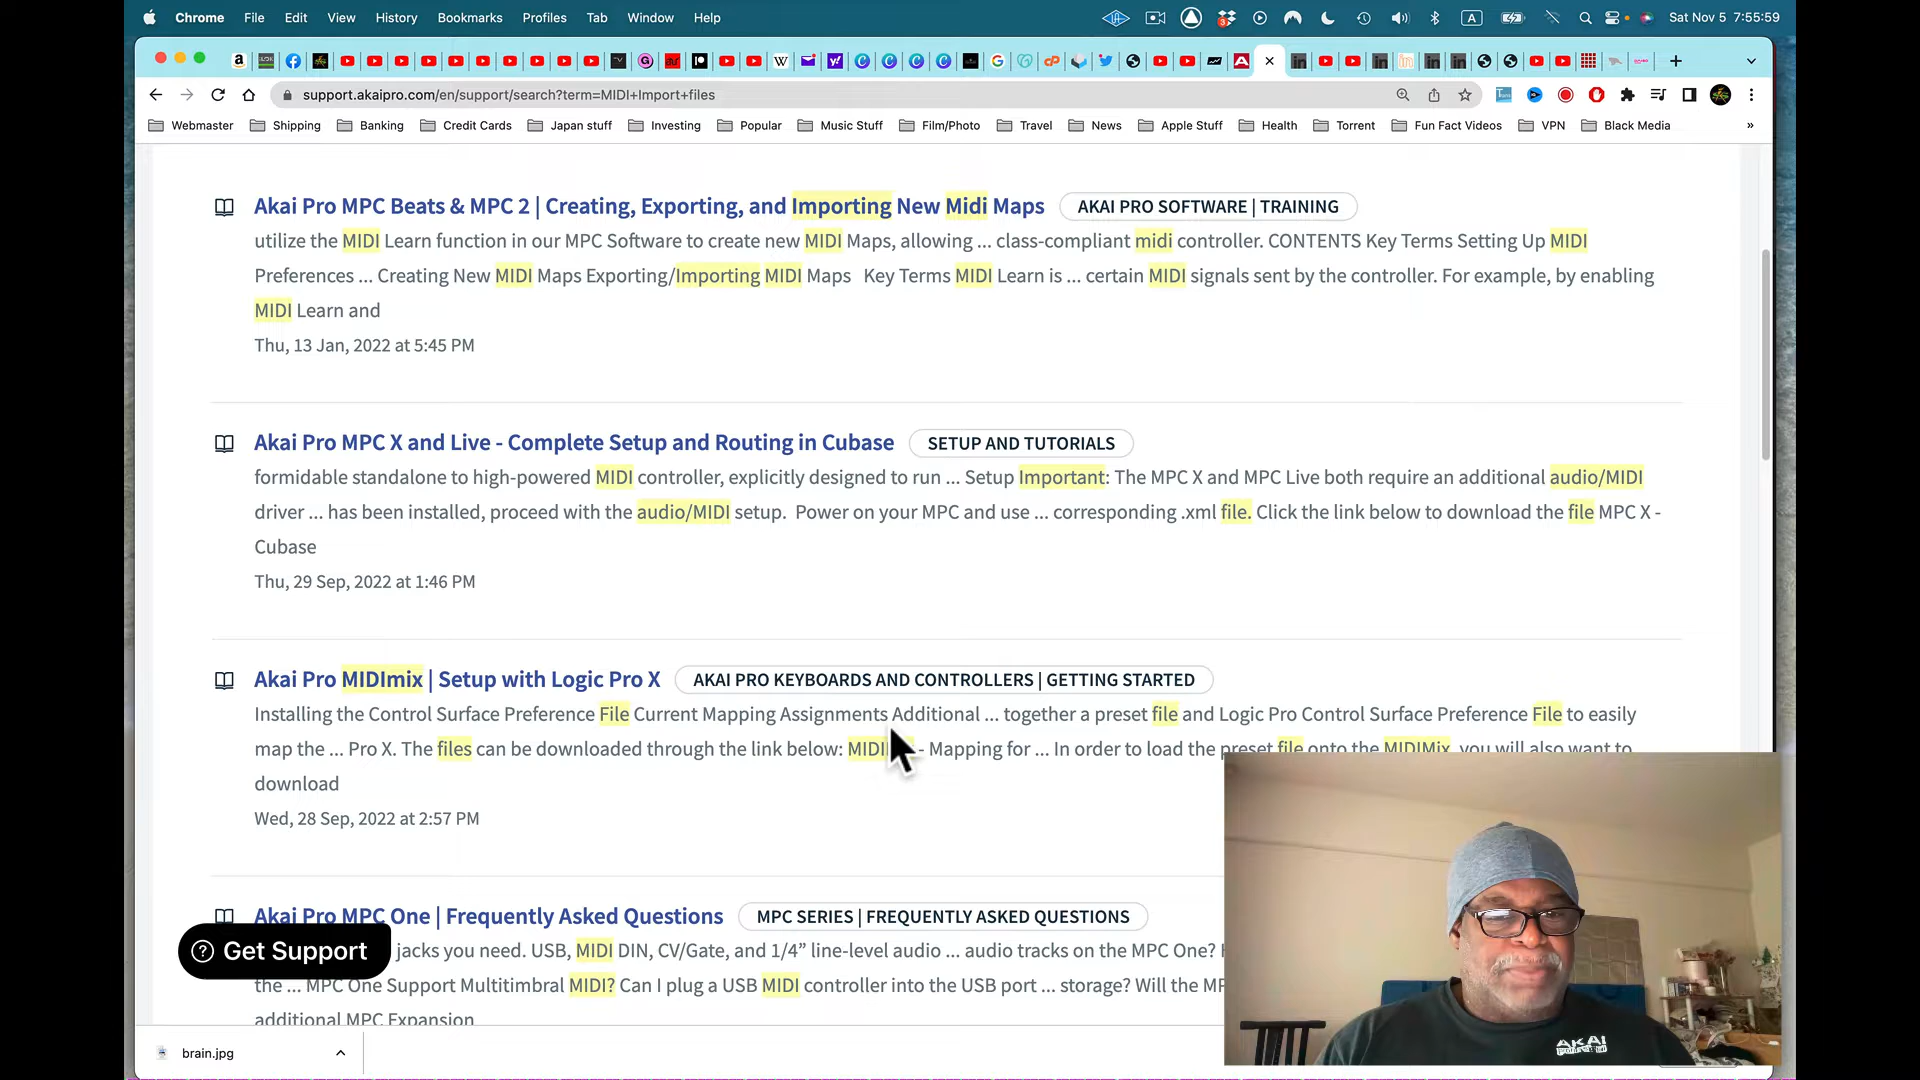 Chrome File Edit View History Bookmarks Profiles Tab Window Help
3 A Sat Nov 5 7:55:59
support.akaipro.com/en/support/search?term=MIDI+Import+files
Webmaster Shipping Banking Credit Cards Japan stuff Investing Popular Music Stuff Film/Photo Travel News Apple Stuff Health Torrent Fun Fact Videos VPN Black Media »
Akai Pro MPC Beats & MPC 2 | Creating, Exporting, and Importing New Midi Maps AKAI PRO SOFTWARE | TRAINING
utilize the MIDI Learn function in our MPC Software to create new MIDI Maps, allowing ... class-compliant midi controller. CONTENTS Key Terms Setting Up MIDI
Preferences ... Creating New MIDI Maps Exporting/Importing MIDI Maps Key Terms MIDI Learn is ... certain MIDI signals sent by the controller. For example, by enabling
MIDI Learn and
Thu, 13 Jan, 2022 at 5:45 PM
Akai Pro MPC X and Live - Complete Setup and Routing in Cubase SETUP AND TUTORIALS
formidable standalone to high-powered MIDI controller, explicitly designed to run ... Setup Important: The MPC X and MPC Live both require an additional audio/MIDI
driver ... has been installed, proceed with the audio/MIDI setup. Power on your MPC and use ... corresponding .xml file. Click the link below to download the file MPC X -
Cubase
Thu, 29 Sep, 2022 at 1:46 PM
Akai Pro MIDImix | Setup with Logic Pro X AKAI PRO KEYBOARDS AND CONTROLLERS | GETTING STARTED
Installing the Control Surface Preference File Current Mapping Assignments Additional ... together a preset file and Logic Pro Control Surface Preference File to easily
map the ... Pro X. The files can be downloaded through the link below: - Mapping for ... In order to load the preset file onto the MIDIMix, you will also want to
download
Wed, 28 Sep, 2022 at 2:57 PM
Akai Pro MPC One | Frequently Asked Questions MPC SERIES | FREQUENTLY ASKED QUESTIONS
Get Support jacks you need. USB, MIDI DIN, CV/Gate, and 1/4” line-level audio ... audio tracks on the MPC One?
the ... MPC One Support Multitimbral MIDI? Can I plug a USB MIDI controller into the USB port ... storage? Will the
additional MPC Expansion
brain.jpg
AKAI